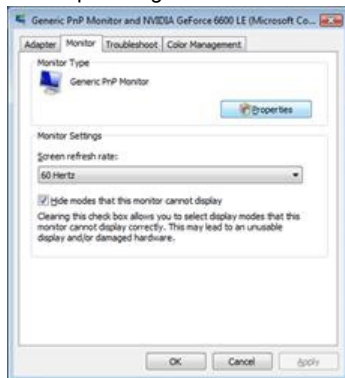 Generic PnP Monitor and NVIDIA GeForce 6600 LE (Microsoft Co...
Adapter Monitor Troubleshoot Color Management
Monitor Type
Generic PnP Monitor
Properties
Monitor Settings
Screen refresh rate:
60 Hertz
Hide modes that this monitor cannot display
Clearing this check box allows you to select display modes that this
monitor cannot display correctly. This may lead to an unusable
display and/or damaged hardware.
OK Cancel Apply